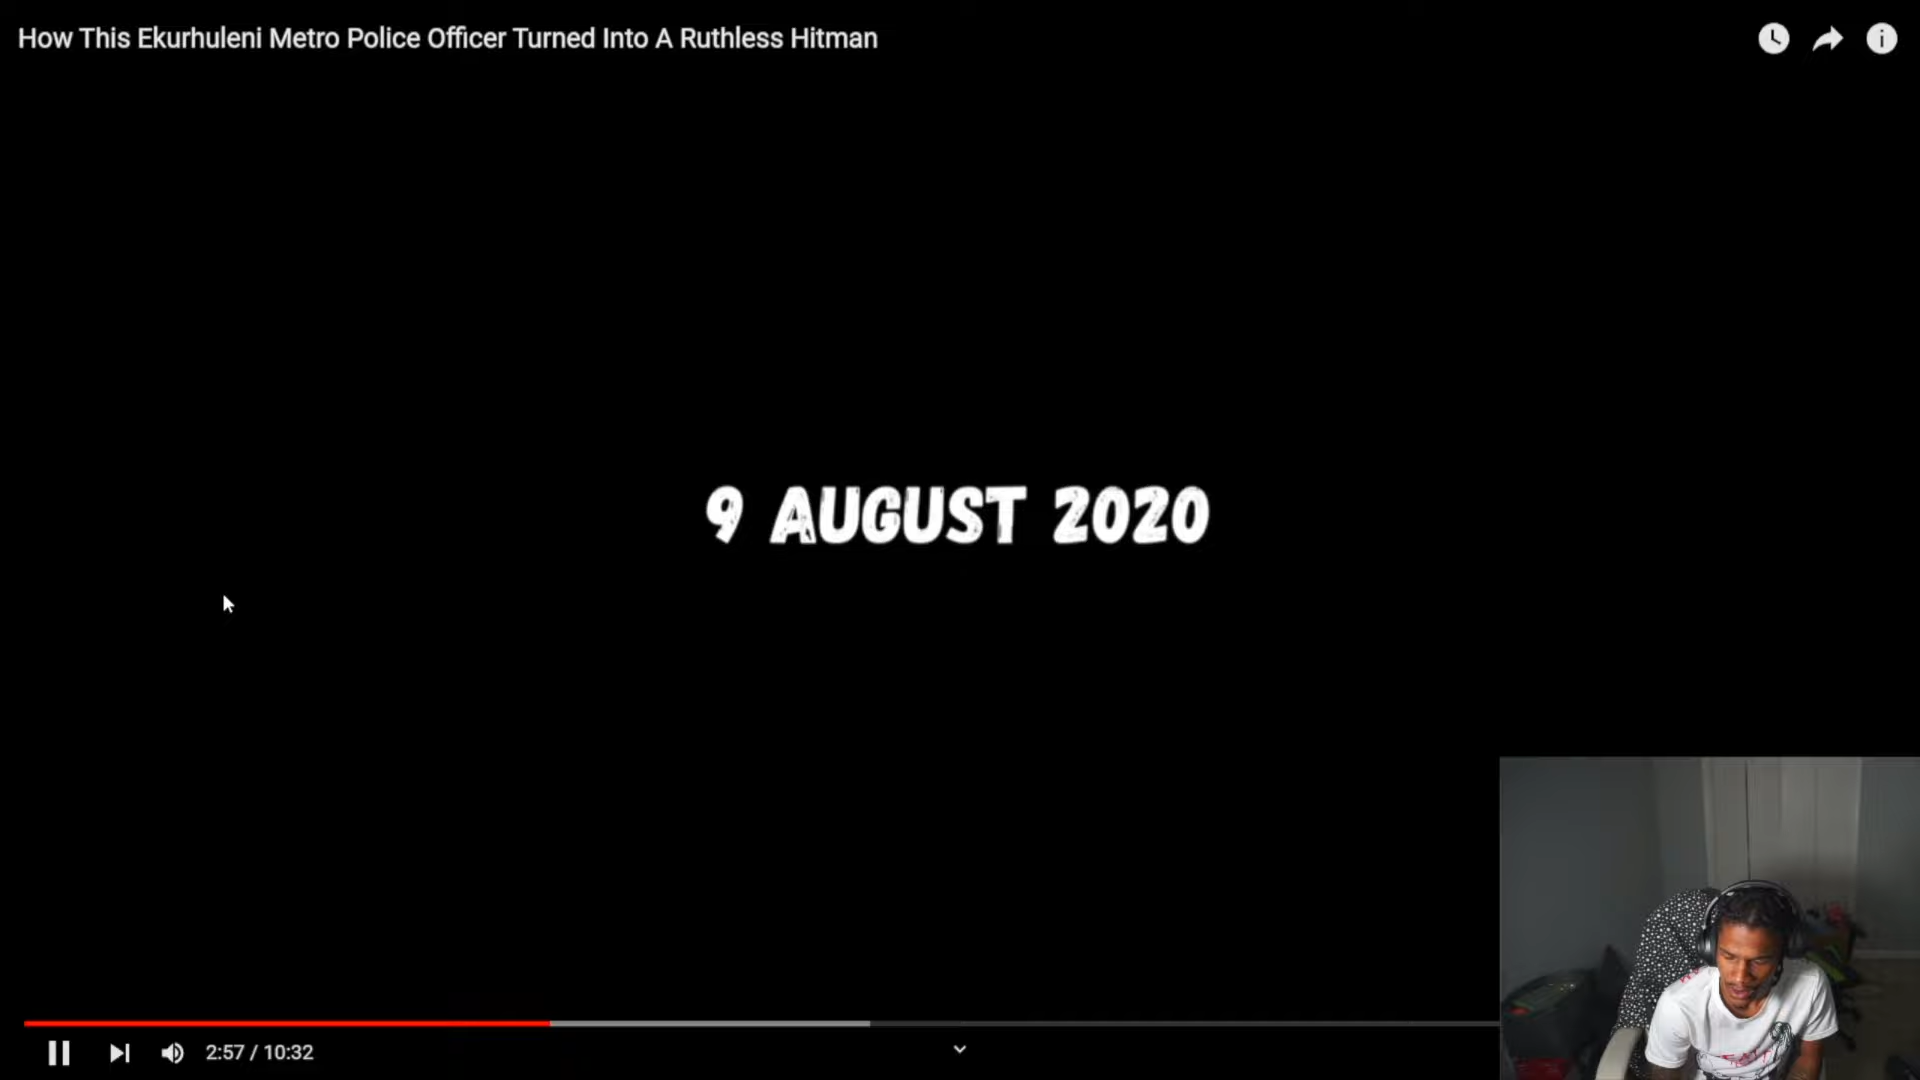 How This Ekurhuleni Metro Police Officer Turned Into A Ruthless Hitman
9 AUGUST 2020
2:57 / 10:32